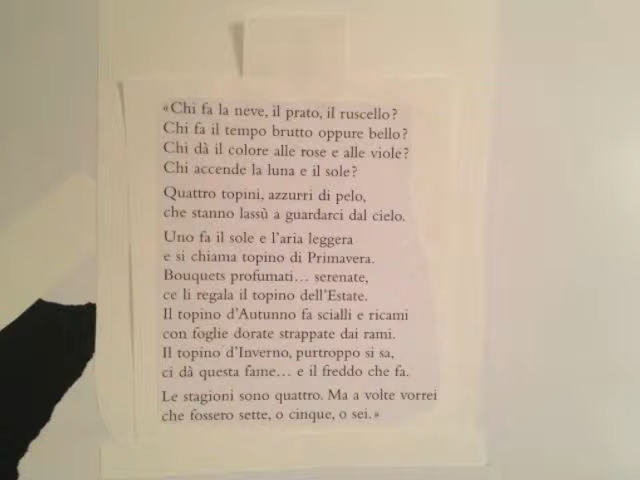 «Chi fa la neve, il prato, il ruscello?
Chi fa il tempo brutto oppure bello?
Chi dà il colore alle rose e alle viole?
Chi accende la luna e il sole?
Quattro topini, azzurri di pelo,
che stanno lassù a guardarci dal cielo.
Uno fa il sole e l'aria leggera
e si chiama topino di Primavera.
Bouquets profumati... serenate,
ce li regala il topino dell'Estate.
Il topino d'Autunno fa scialli e ricami
con foglie dorate strappate dai rami.
Il topino d'Inverno, purtroppo si sa,
ci dà questa fame... e il freddo che fa.
Le stagioni sono quattro. Ma a volte vorrei
che fossero sette, o cinque, o sei.»